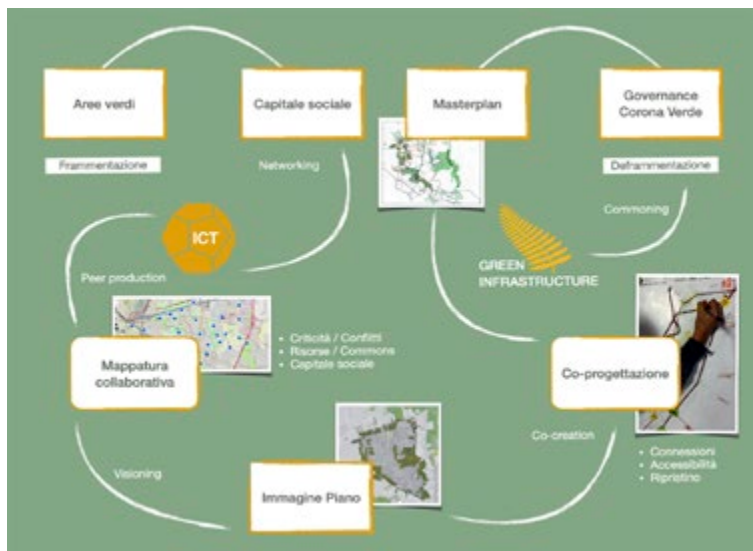 Aree verdi
Capitale sociale
Masterplan
Governance
Corona Verde
Frammentazione
Networking
Deframmentazione
Commoning
ICT
Peer production
GREEN
INFRASTRUCTURE
Mappatura
collaborativa
• Criticità / Conflitti
• Risorse / Commons
• Capitale sociale
Co-progettazione
Co-creation
• Connessioni
• Accessibilità
• Ripristino
Visioning
Immagine Piano